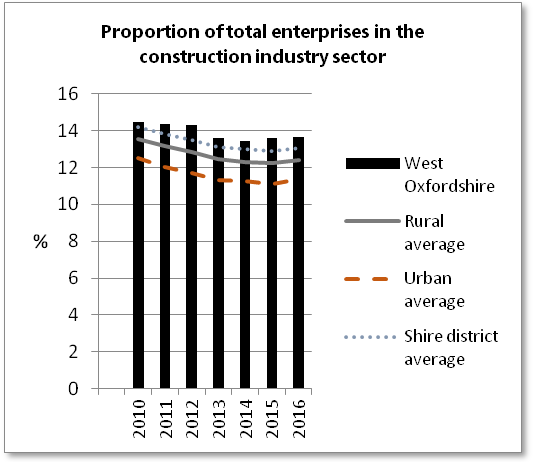 Proportion of total enterprises in the
construction industry sector
16
14
12
10
8
6
4
2
0
%
2010
2011
2012
2013
2014
2015
2016
West
Oxfordshire
Rural
average
Urban
average
Shire district
average